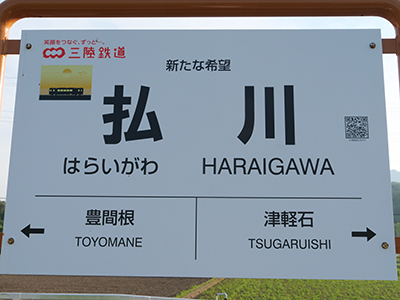 笑顔をつなぐ、ずっと…。
三陸鉄道
新たな希望
払川
はらいがわ HARAIGAWA
豊間根 津軽石
TOYOMANE TSUGARUISHI